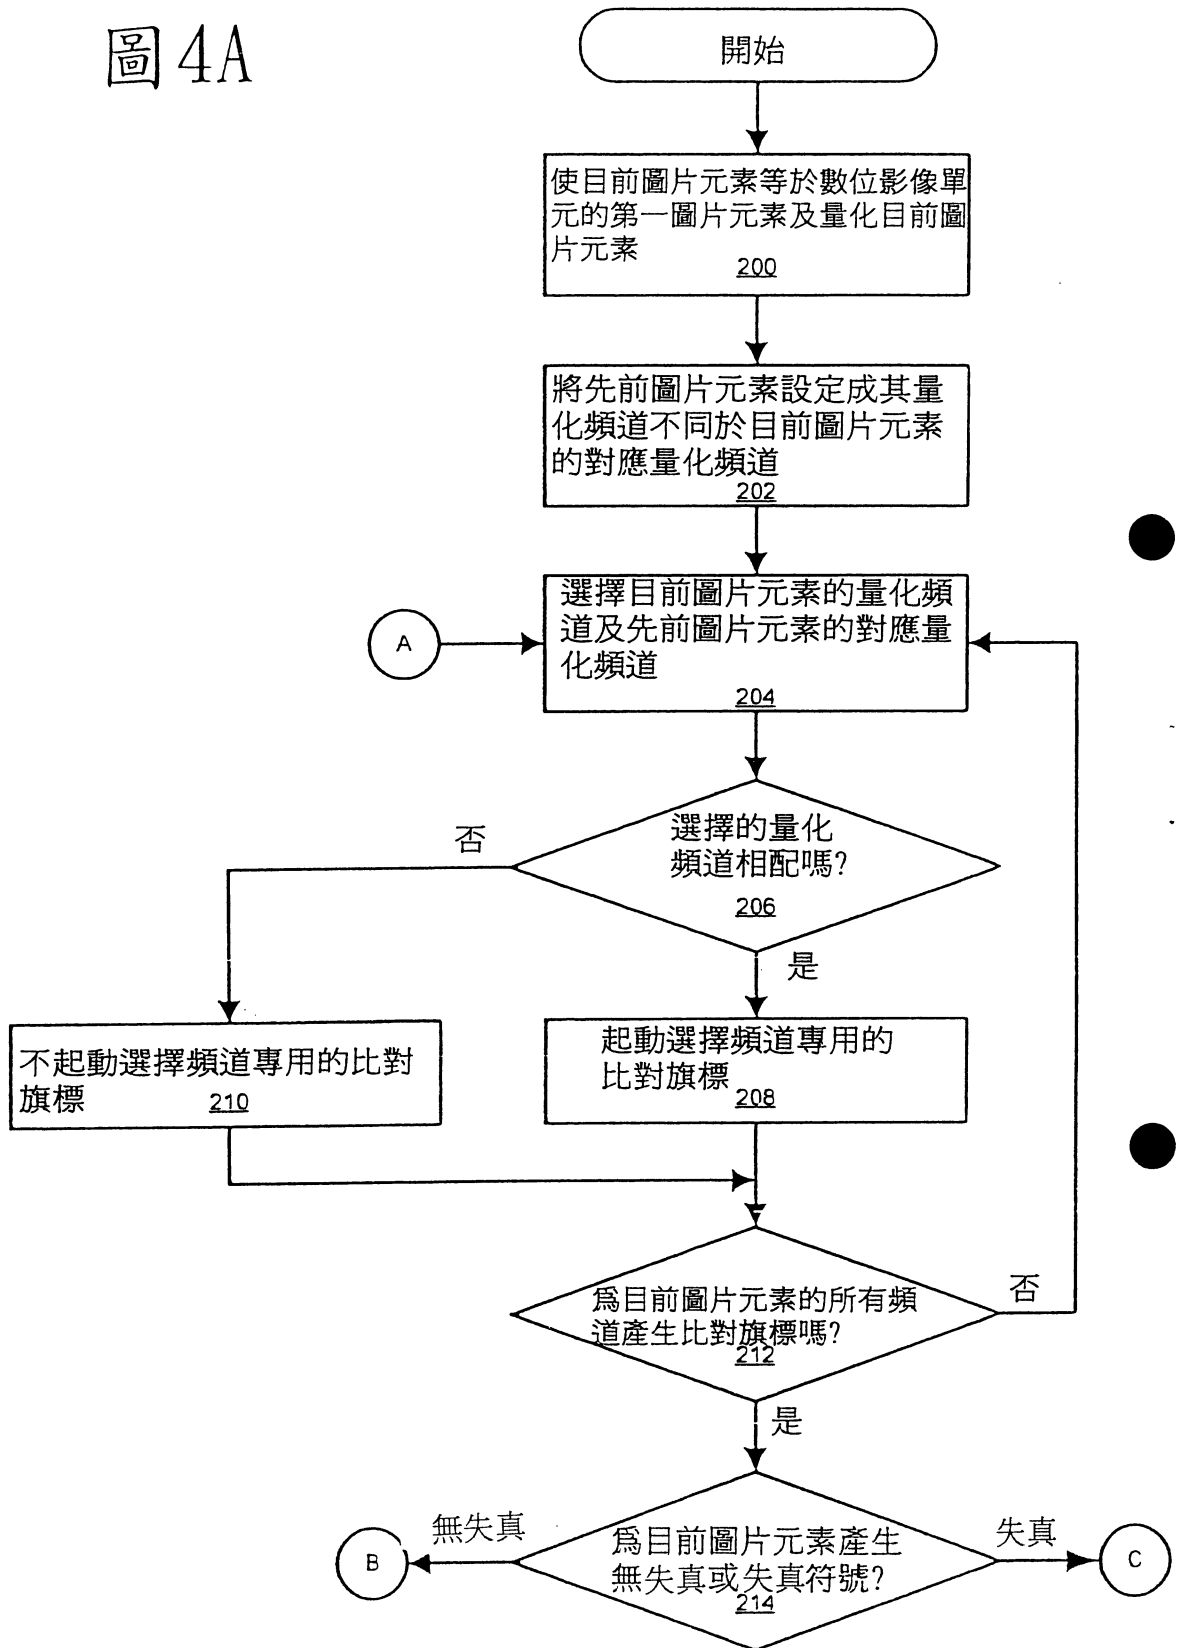 圖4A
開始
使目前圖片元素等於數位影像單
元的第一圖片元素及量化目前圖
片元素
200
將先前圖片元素設定成其量
化頻道不同於目前圖片元素
的對應量化頻道
202
選擇目前圖片元素的量化頻
道及先前圖片元素的對應量
化頻道
204
A
選擇的量化
頻道相配嗎?
206
否
是
不起動選擇頻道專用的比對
旗標
210
起動選擇頻道專用的
比對旗標
208
爲目前圖片元素的所有頻
道產生比對旗標嗎?
212
否
是
爲目前圖片元素產生
無失真或失真符號?
214
無失真
B
失真
C